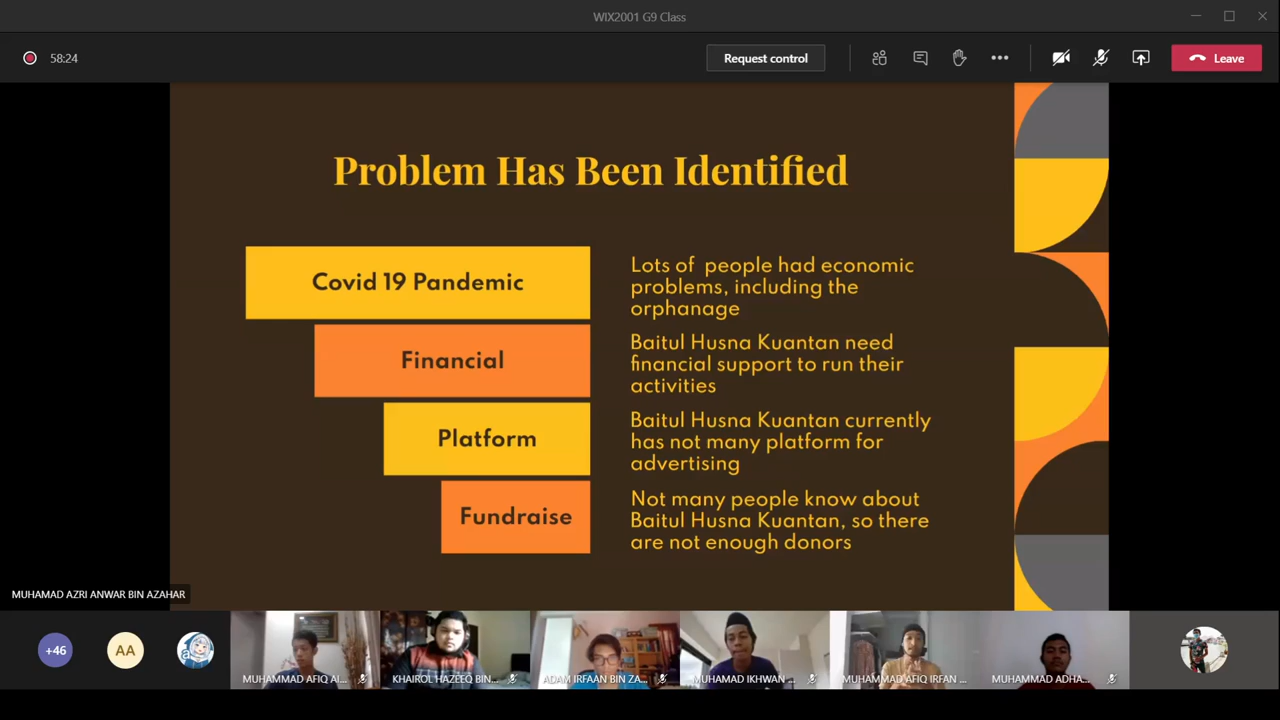 WIX2001 G9 Class
58:24
Request control
Leave
Problem Has Been Identified
Covid 19 Pandemic
Lots of people had economic
problems, including the
orphanage
Financial
Baitul Husna Kuantan need
financial support to run their
activities
Platform
Baitul Husna Kuantan currently
has not many platform for
advertising
Fundraise
Not many people know about
Baitul Husna Kuantan, so there
are not enough donors
MUHAMAD AZRI ANWAR BIN AZAHAR
+46
AA
MUHAMMAD AFIQ AI...
KHAIROL HAZEEQ BIN...
ADAM IRFAAN BIN ZA...
MUHAMAD IKHWAN ...
MUHAMMAD AFIQ IRFAN ...
MUHAMMAD ADHA...